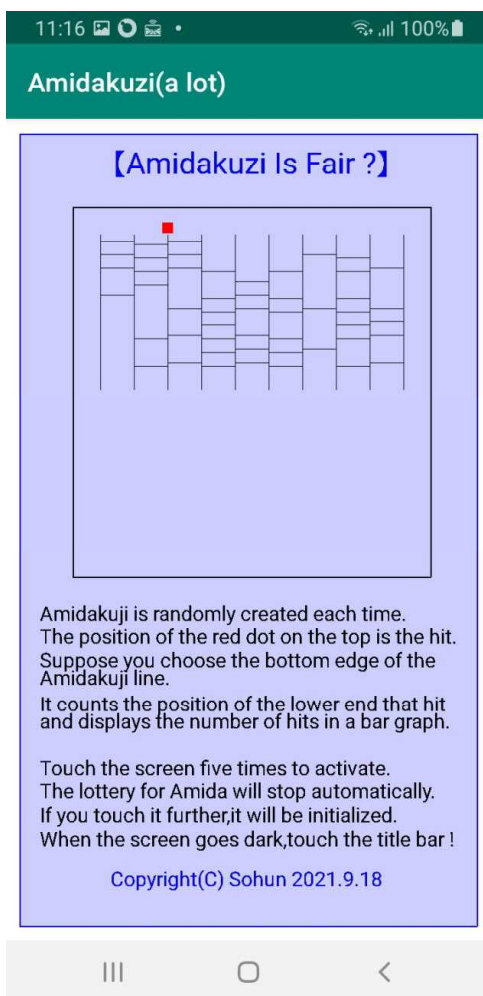 11:16
100%
Amidakuzi(a lot)
【Amidakuzi Is Fair ?】
Amidakuji is randomly created each time.
The position of the red dot on the top is the hit.
Suppose you choose the bottom edge of the
Amidakuji line.
It counts the position of the lower end that hit
and displays the number of hits in a bar graph.
Touch the screen five times to activate.
The lottery for Amida will stop automatically.
If you touch it further,it will be initialized.
When the screen goes dark,touch the title bar !
Copyright(C) Sohun 2021.9.18